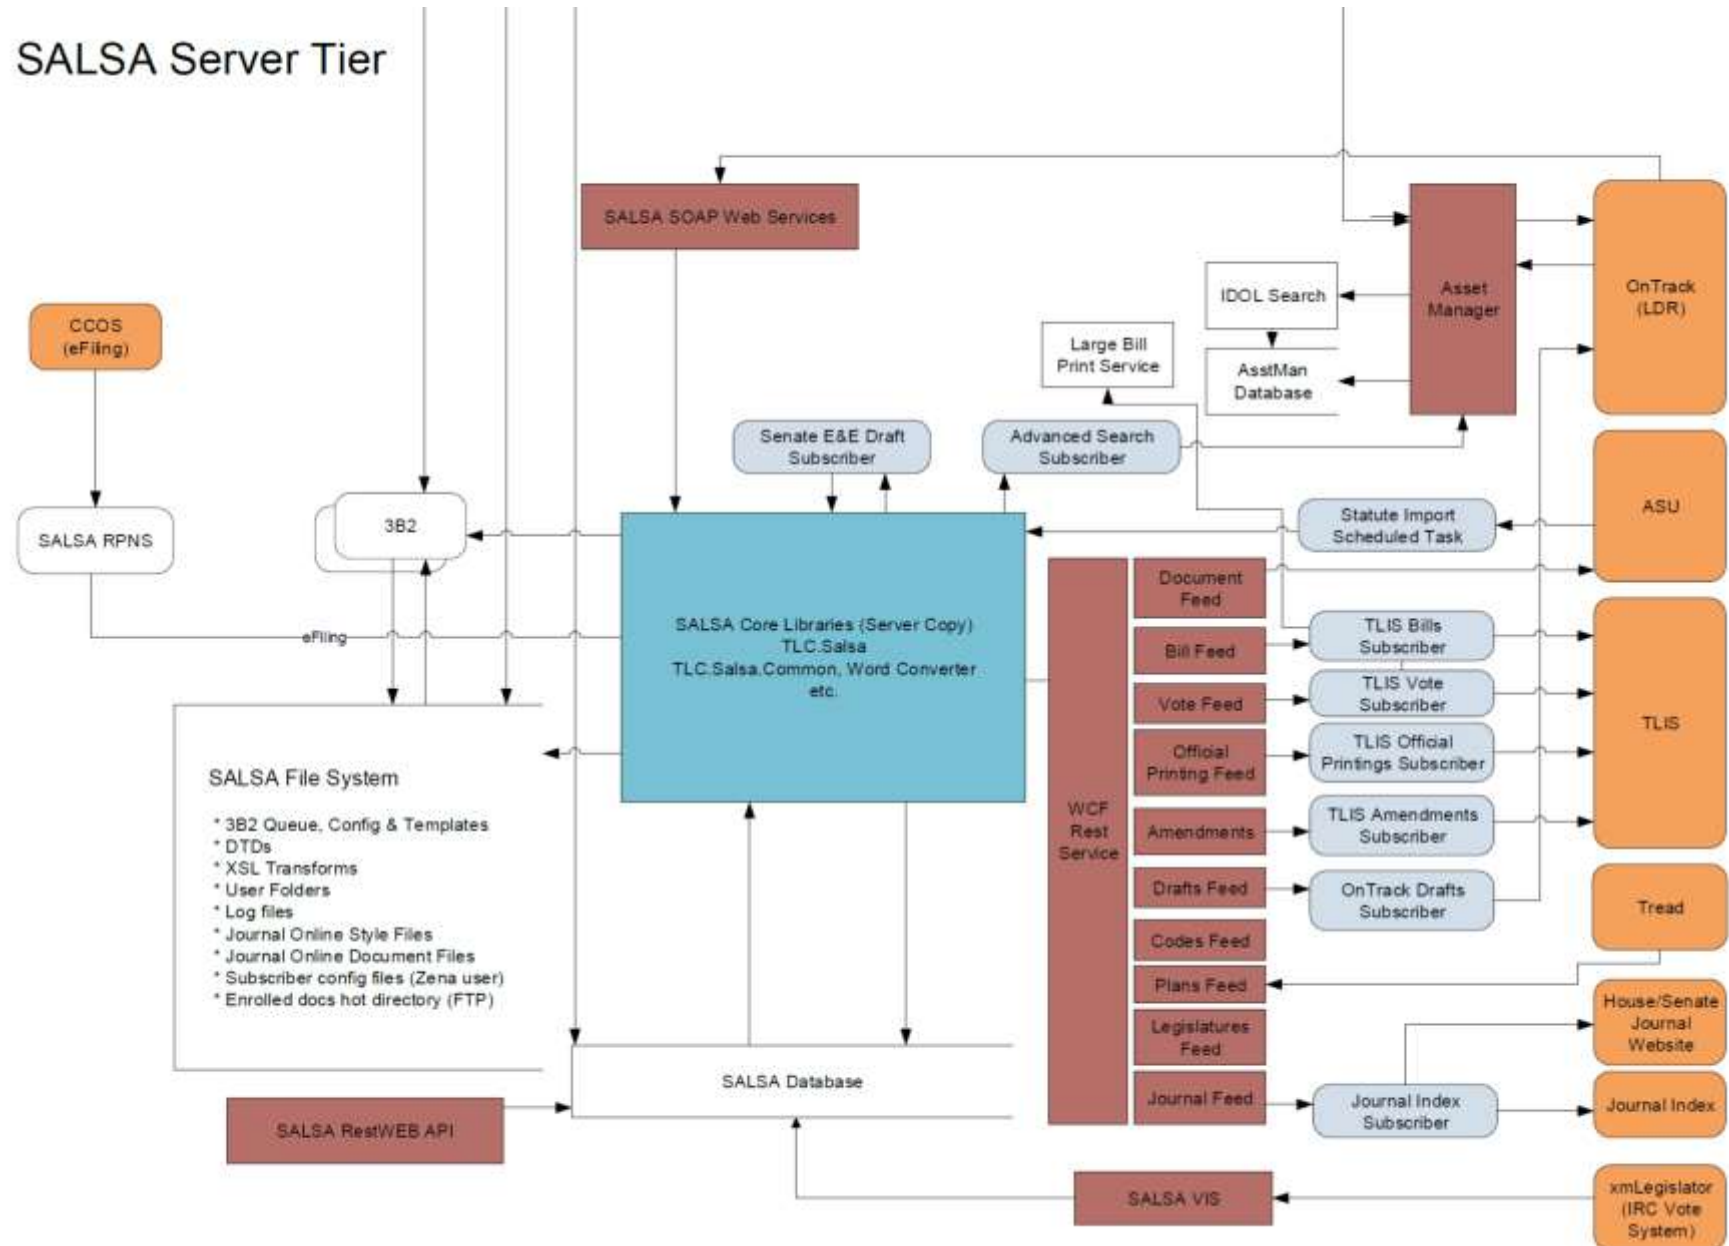 SALSA Server Tier
SALSA SOAP Web Services
CCOS
(eFiling)
IDOL Search
Asset
Manager
OnTrack
(LDR)
Large Bill
Print Service
AsstMan
Database
Senate E&E Draft
Subscriber
Advanced Search
Subscriber
SALSA RPNS
3B2
Statute Import
Scheduled Task
ASU
eFiling
SALSA Core Libraries (Server Copy)
TLC.Salsa
TLC.Salsa.Common, Word Converter
etc.
WCF
Rest
Service
Document
Feed
Bill Feed
TLIS Bills
Subscriber
Vote Feed
TLIS Vote
Subscriber
TLIS
Official
Printing Feed
TLIS Official
Printings Subscriber
Amendments
TLIS Amendments
Subscriber
Drafts Feed
OnTrack Drafts
Subscriber
Tread
Codes Feed
Plans Feed
Legislatures
Feed
House/Senate
Journal
Website
Journal Feed
Journal Index
Subscriber
Journal Index
SALSA File System
* 3B2 Queue, Config & Templates
* DTDs
* XSL Transforms
* User Folders
* Log files
* Journal Online Style Files
* Journal Online Document Files
* Subscriber config files (Zena user)
* Enrolled docs hot directory (FTP)
SALSA Database
SALSA RestWEB API
SALSA VIS
xmLegislator
(IRC Vote
System)